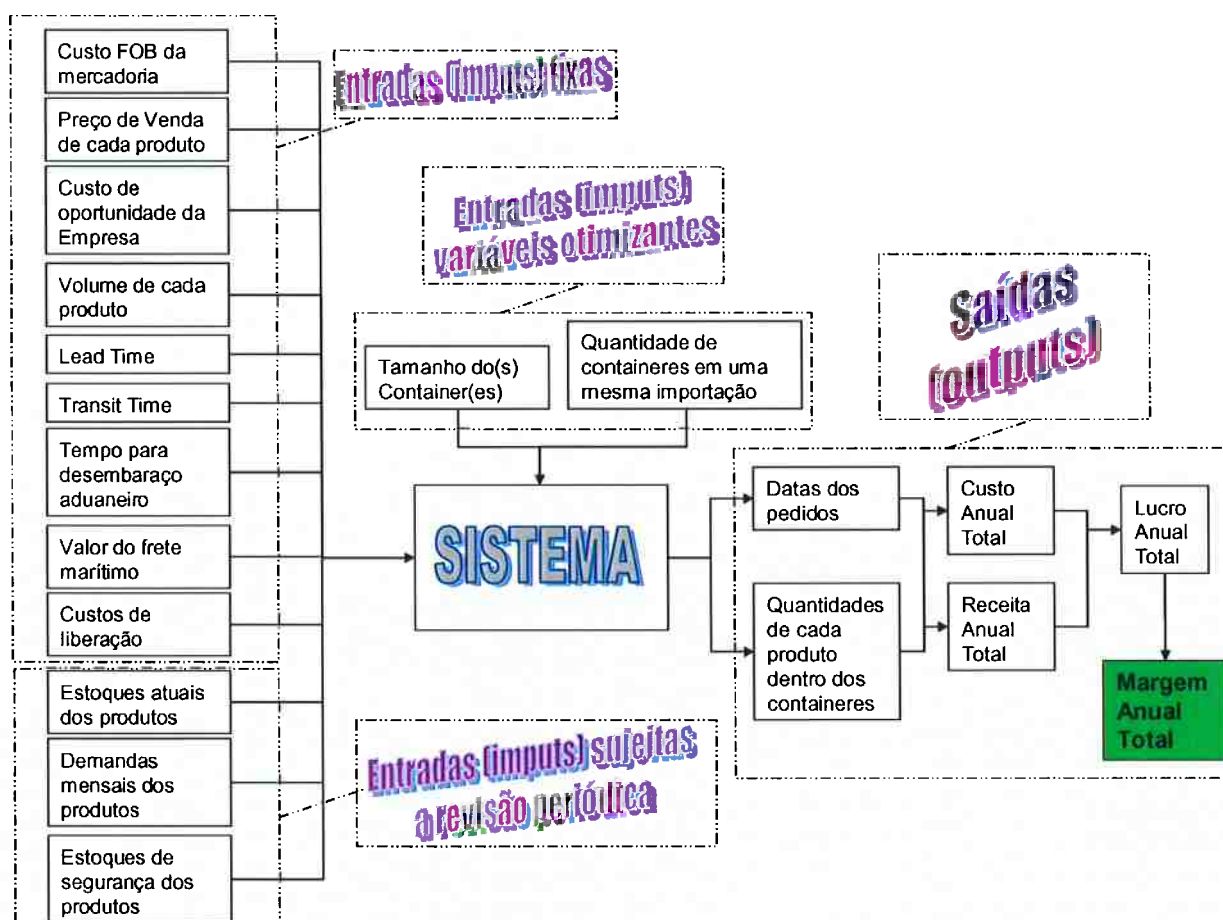 Custo FOB da
mercadoria
Preço de Venda
de cada produto
Custo de
oportunidade da
Empresa
Volume de cada
produto
Lead Time
Transit Time
Tempo para
desembaraço
aduaneiro
Valor do frete
marítimo
Custos de
liberação
Estoques atuais
dos produtos
Demandas
mensais dos
produtos
Estoques de
segurança dos
produtos
Entradas (imputs) fixas
Entradas (imputs)
variáveis otimizantes
Tamanho do(s)
Container(es)
Quantidade de
containeres em uma
mesma importação
SISTEMA
Entradas (imputs) sujeitas
a revisão periódica
Saídas
(outputs)
Datas dos
pedidos
Quantidades
de cada
produto
dentro dos
containeres
Custo
Anual
Total
Receita
Anual
Total
Lucro
Anual
Total
Margem
Anual
Total